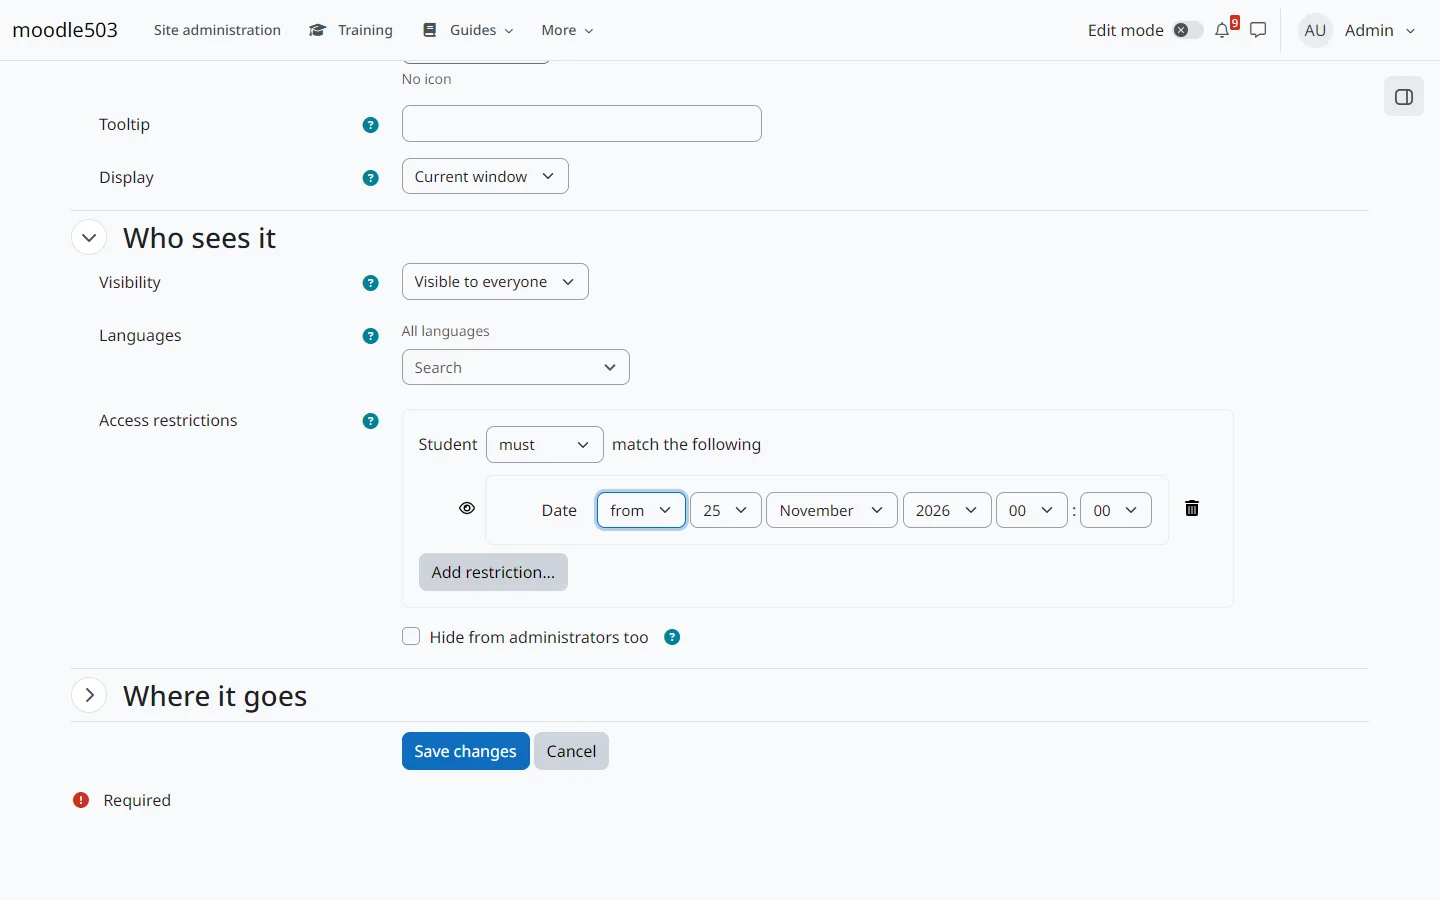 moodle503 Site administration Training Guides More Edit mode 9 AU Admin
No icon
Tooltip ?
Display ? Current window
Who sees it
Visibility ? Visible to everyone
Languages ? All languages
Search
Access restrictions ?
Student must match the following
Date from 25 November 2026 00 : 00
Add restriction...
Hide from administrators too ?
Where it goes
Save changes Cancel
! Required